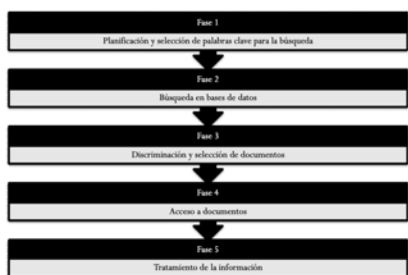 Fase 1
Planificación y selección de palabras clave para la búsqueda
Fase 2
Búsqueda en bases de datos
Fase 3
Discriminación y selección de documentos
Fase 4
Acceso a documentos
Fase 5
Tratamiento de la información